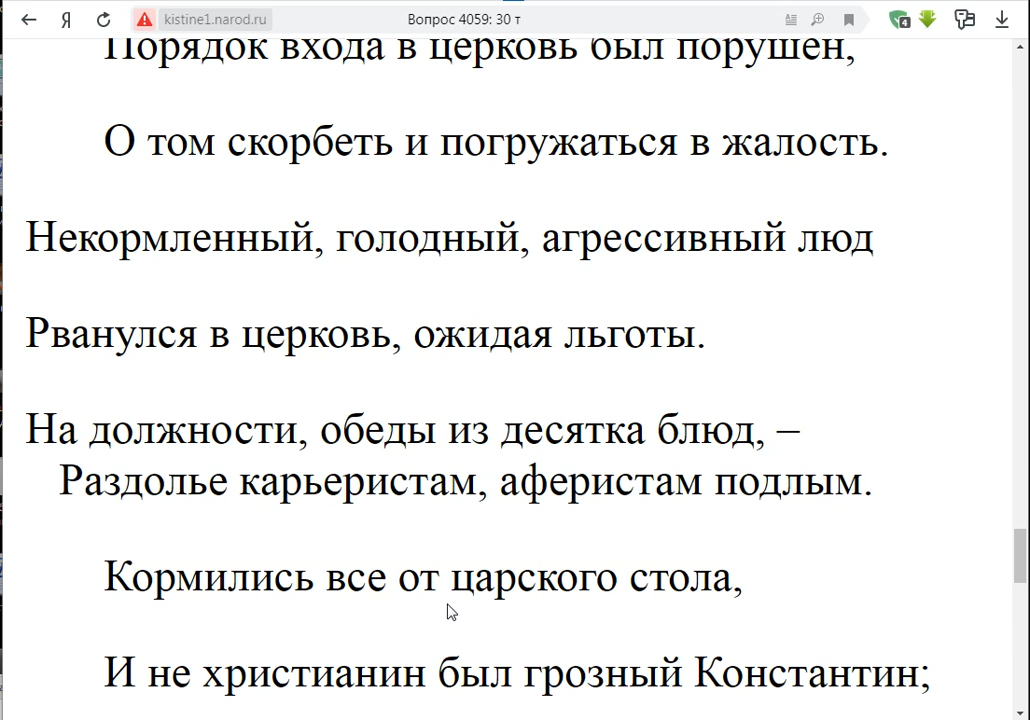 Я kistine1.narod.ru Вопрос 4059: 30 т 4
Порядок входа в церковь был порушен,
О том скорбеть и погружаться в жалость.
Некормленный, голодный, агрессивный люд
Рванулся в церковь, ожидая льготы.
На должности, обеды из десятка блюд, –
Раздолье карьеристам, аферистам подлым.
Кормились все от царского стола,
И не христианин был грозный Константин;